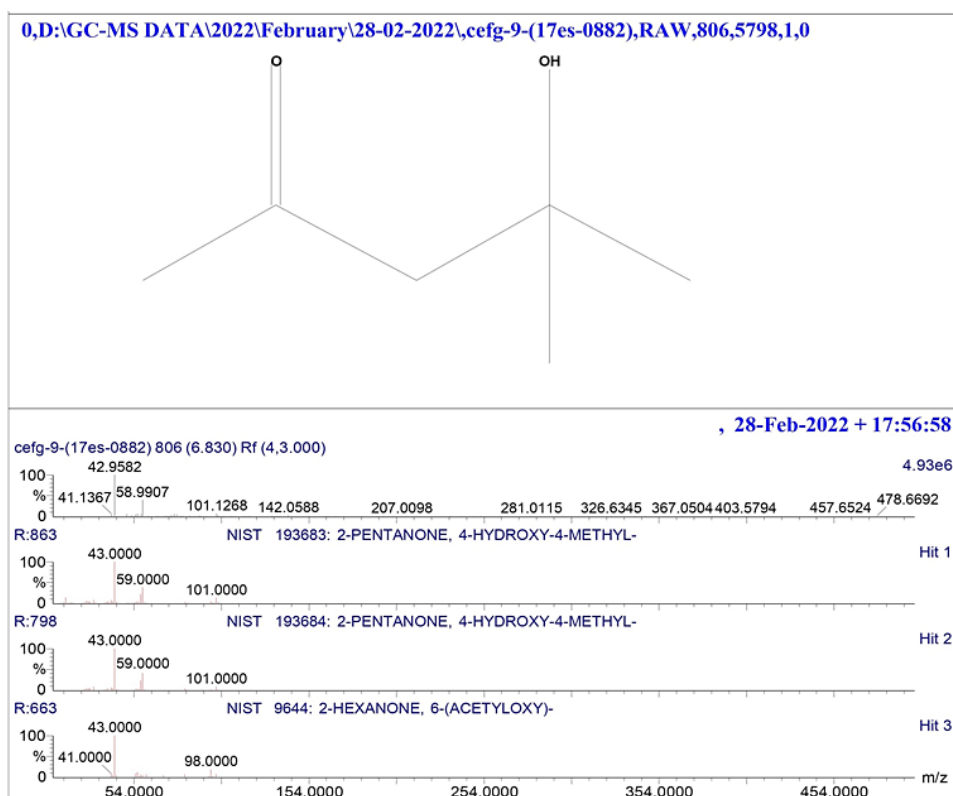 0,D:\GC-MS DATA\2022\February\28-02-2022\,cefg-9-(17es-0882),RAW,806,5798,1,0
O OH
, 28-Feb-2022 + 17:56:58
cefg-9-(17es-0882) 806 (6.830) Rf (4,3.000)
4.93e6
42.9582
100
%
0
41.1367 58.9907 101.1268 142.0588 207.0098 281.0115 326.6345 367.0504 403.5794 457.6524 478.6692
R:863 NIST 193683: 2-PENTANONE, 4-HYDROXY-4-METHYL- Hit 1
43.0000
100
%
0
59.0000 101.0000
R:798 NIST 193684: 2-PENTANONE, 4-HYDROXY-4-METHYL- Hit 2
43.0000
100
%
0
59.0000 101.0000
R:663 NIST 9644: 2-HEXANONE, 6-(ACETYLOXY)- Hit 3
43.0000
100
%
0
41.0000 98.0000
m/z
54.0000 154.0000 254.0000 354.0000 454.0000